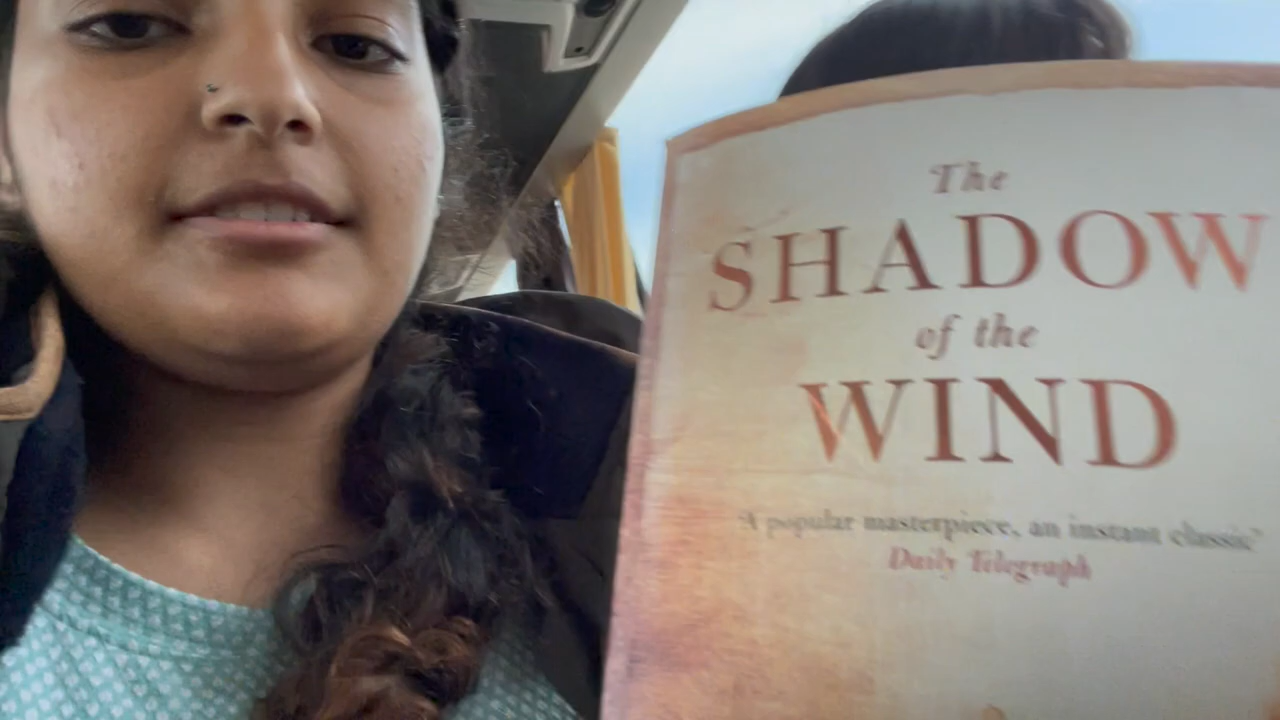 The
SHADOW
of the
WIND
'A popular masterpiece, an instant classic'
Daily Telegraph